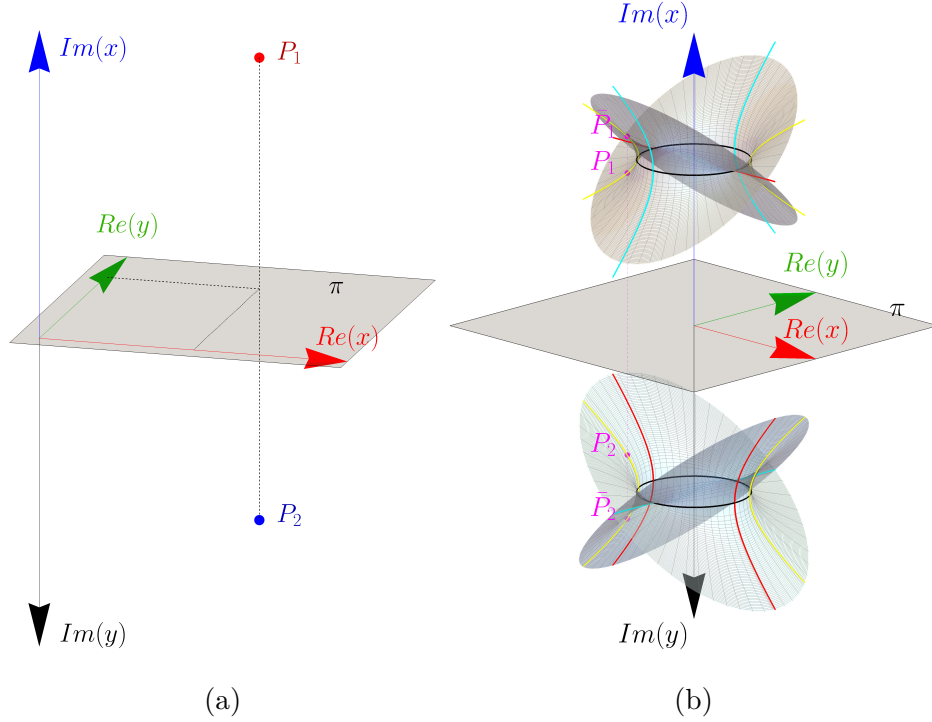 Im(x)
P₁
Re(y)
π
Re(x)
P₂
Im(y)
(a)
Im(x)
P̄₁
P₁
Re(y)
π
Re(x)
P₂
P̄₂
Im(y)
(b)